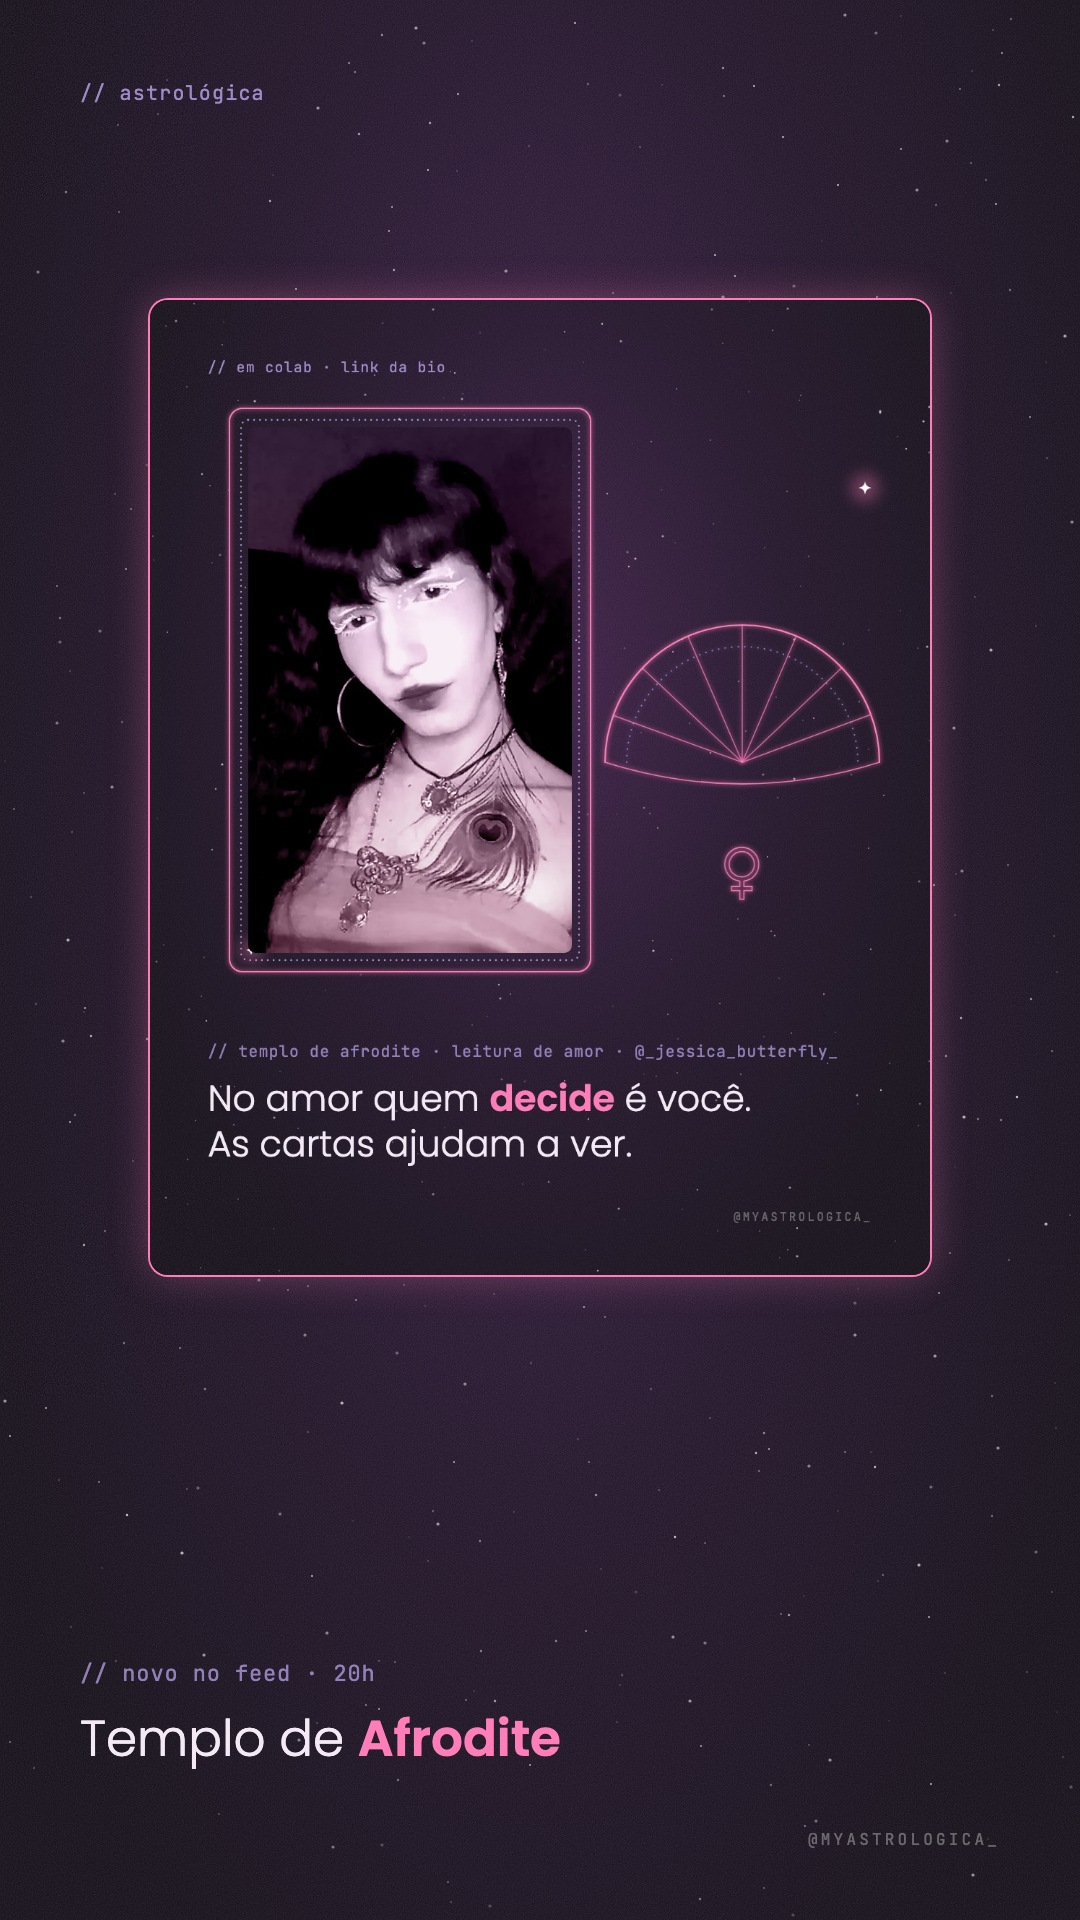 // astrológica
// em colab · link da bio
// templo de afrodite · leitura de amor · @_jessica_butterfly_
No amor quem decide é você.
As cartas ajudam a ver.
@MYASTROLOGICA_
// novo no feed · 20h
Templo de Afrodite
@MYASTROLOGICA_